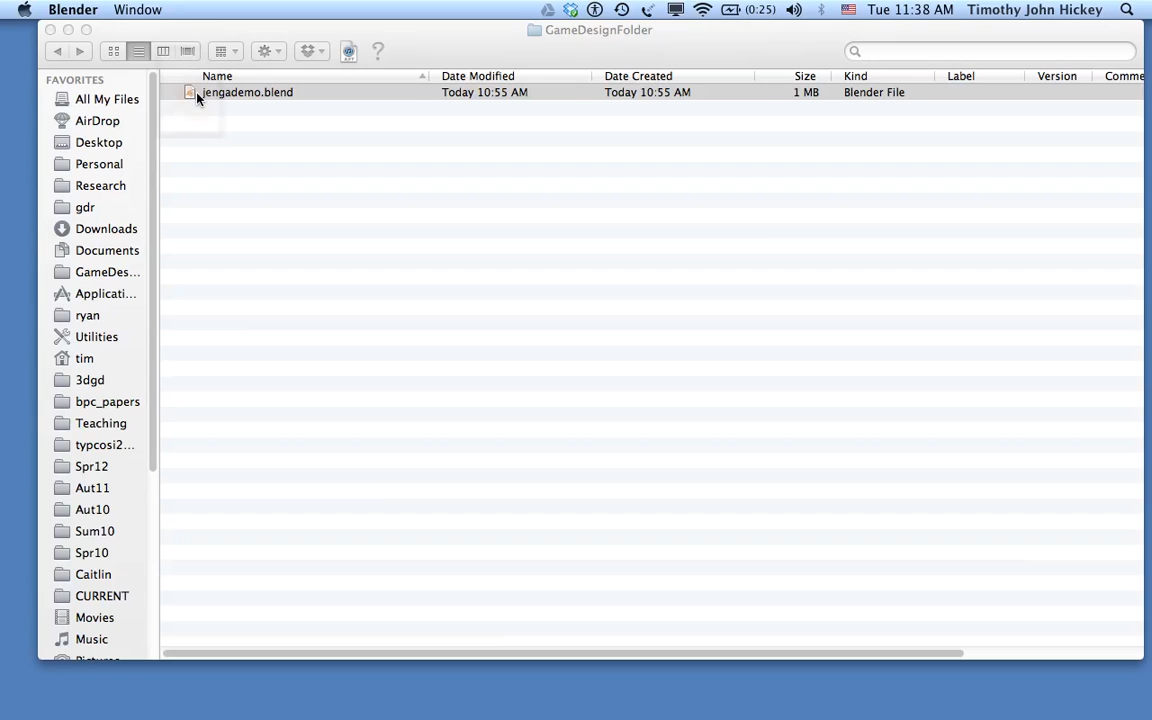 Blender Window (0:25) Tue 11:38 AM Timothy John Hickey
GameDesignFolder
FAVORITES
Name Date Modified Date Created Size Kind Label Version Comme
jengademo.blend Today 10:55 AM Today 10:55 AM 1 MB Blender File
All My Files
AirDrop
Desktop
Personal
Research
gdr
Downloads
Documents
GameDes...
Applicati...
ryan
Utilities
tim
3dgd
bpc_papers
Teaching
typcosi2...
Spr12
Aut11
Aut10
Sum10
Spr10
Caitlin
CURRENT
Movies
Music